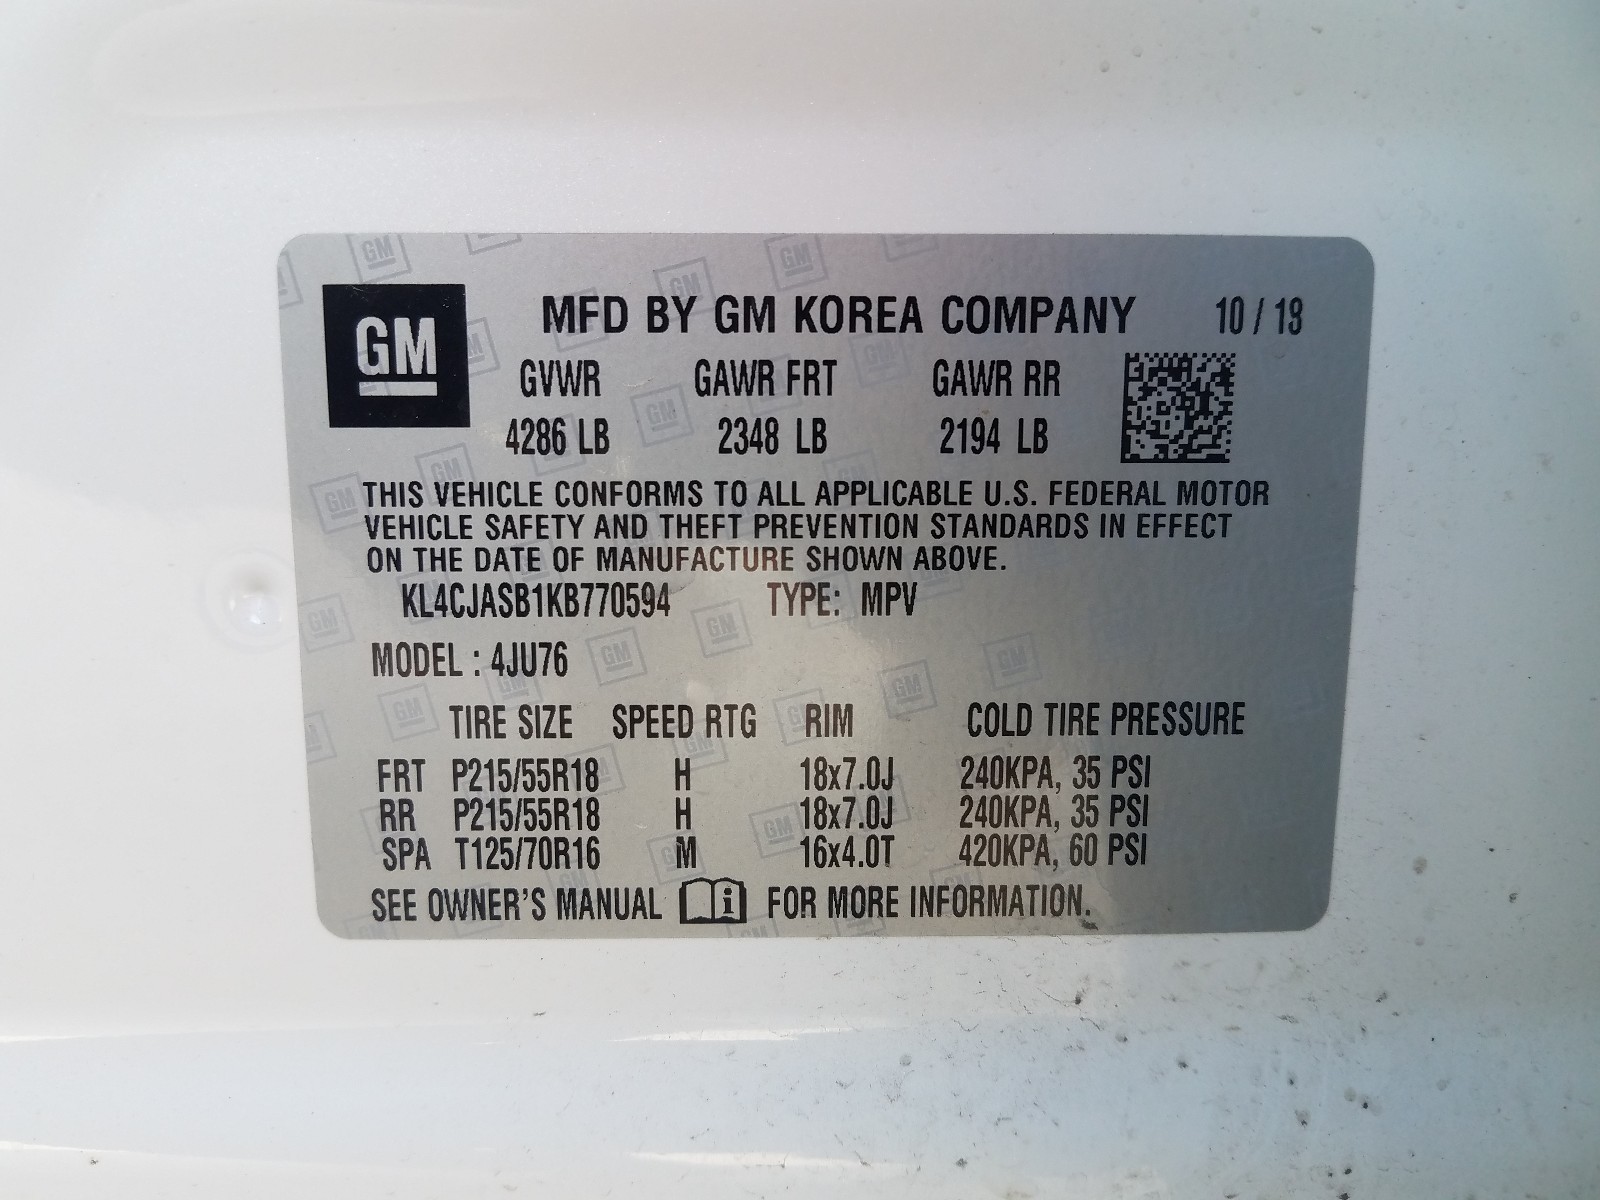 GM
MFD BY GM KOREA COMPANY 10 / 18
GVWR GAWR FRT GAWR RR
4286 LB 2348 LB 2194 LB
THIS VEHICLE CONFORMS TO ALL APPLICABLE U.S. FEDERAL MOTOR
VEHICLE SAFETY AND THEFT PREVENTION STANDARDS IN EFFECT
ON THE DATE OF MANUFACTURE SHOWN ABOVE.
KL4CJASB1KB770594 TYPE: MPV
MODEL : 4JU76
TIRE SIZE SPEED RTG RIM COLD TIRE PRESSURE
FRT P215/55R18 H 18x7.0J 240KPA, 35 PSI
RR P215/55R18 H 18x7.0J 240KPA, 35 PSI
SPA T125/70R16 M 16x4.0T 420KPA, 60 PSI
SEE OWNER'S MANUAL i FOR MORE INFORMATION.